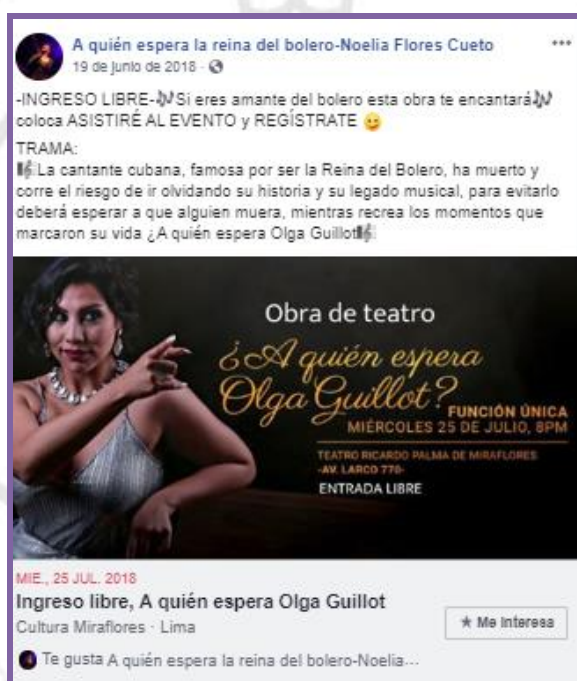 A quién espera la reina del bolero-Noelia Flores Cueto
19 de junio de 2018 ·
-INGRESO LIBRE-🎶Si eres amante del bolero esta obra te encantará🎶
coloca ASISTIRÉ AL EVENTO y REGÍSTRATE 😀
TRAMA:
🎼La cantante cubana, famosa por ser la Reina del Bolero, ha muerto y
corre el riesgo de ir olvidando su historia y su legado musical, para evitarlo
deberá esperar a que alguien muera, mientras recrea los momentos que
marcaron su vida ¿A quién espera Olga Guillot🎼
Obra de teatro
¿A quién espera
Olga Guillot?
FUNCIÓN ÚNICA
MIÉRCOLES 25 DE JULIO, 8PM
TEATRO RICARDO PALMA DE MIRAFLORES
-AV. LARCO 770-
ENTRADA LIBRE
MIE., 25 JUL. 2018
Ingreso libre, A quién espera Olga Guillot
Cultura Miraflores · Lima
★ Me interesa
Te gusta A quién espera la reina del bolero-Noelia...